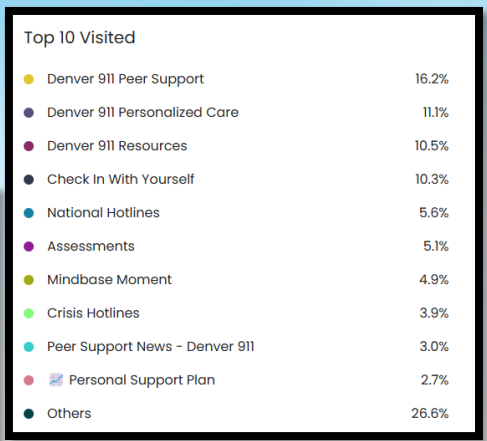 Top 10 Visited
Denver 911 Peer Support 16.2%
Denver 911 Personalized Care 11.1%
Denver 911 Resources 10.5%
Check In With Yourself 10.3%
National Hotlines 5.6%
Assessments 5.1%
Mindbase Moment 4.9%
Crisis Hotlines 3.9%
Peer Support News - Denver 911 3.0%
📈 Personal Support Plan 2.7%
Others 26.6%